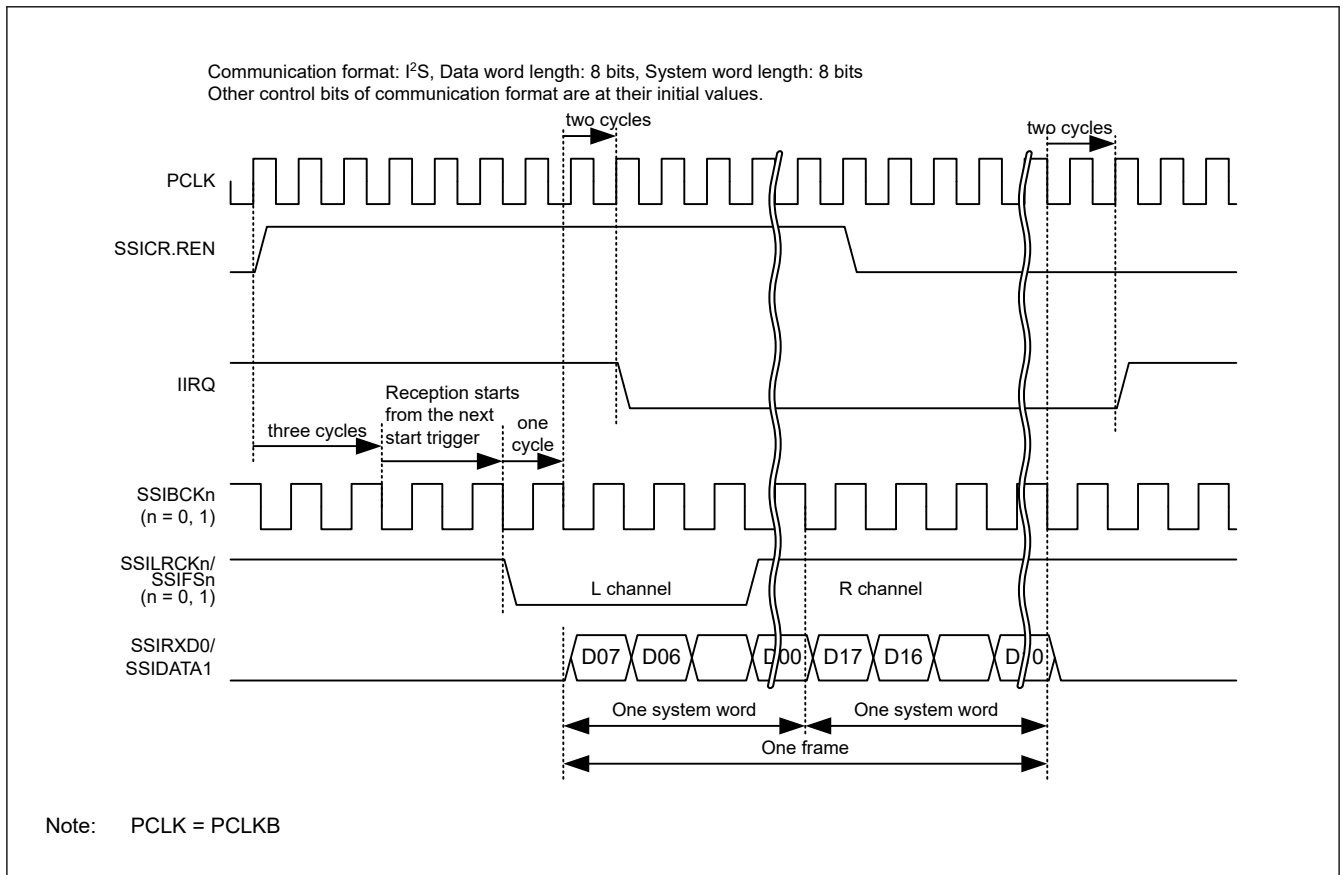 Communication format: I²S, Data word length: 8 bits, System word length: 8 bits
Other control bits of communication format are at their initial values.
two cycles
two cycles
PCLK
SSICR.REN
IIRQ
Reception starts
from the next
start trigger
one
cycle
three cycles
SSIBCKn
(n = 0, 1)
SSILRCKn/
SSIFSn
(n = 0, 1)
L channel
R channel
SSIRXD0/
SSIDATA1
D07
D06
D00
D17
D16
One system word
One system word
One frame
Note: PCLK = PCLKB